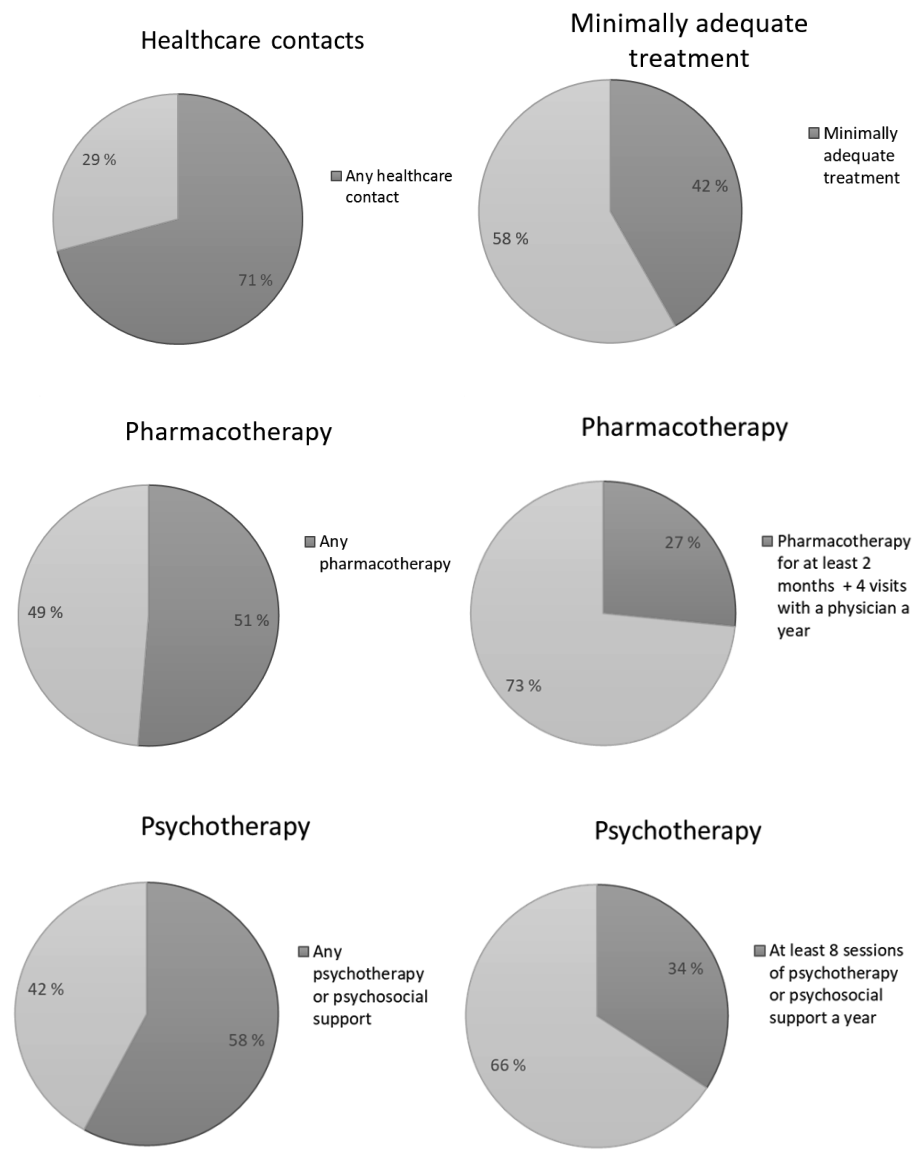 Healthcare contacts
29 %
71 %
Any healthcare
contact
Minimally adequate
treatment
42 %
58 %
Minimally
adequate
treatment
Pharmacotherapy
49 %
51 %
Any
pharmacotherapy
Pharmacotherapy
27 %
73 %
Pharmacotherapy
for at least 2
months + 4 visits
with a physician a
year
Psychotherapy
42 %
58 %
Any
psychotherapy
or psychosocial
support
Psychotherapy
34 %
66 %
At least 8 sessions
of psychotherapy
or psychosocial
support a year